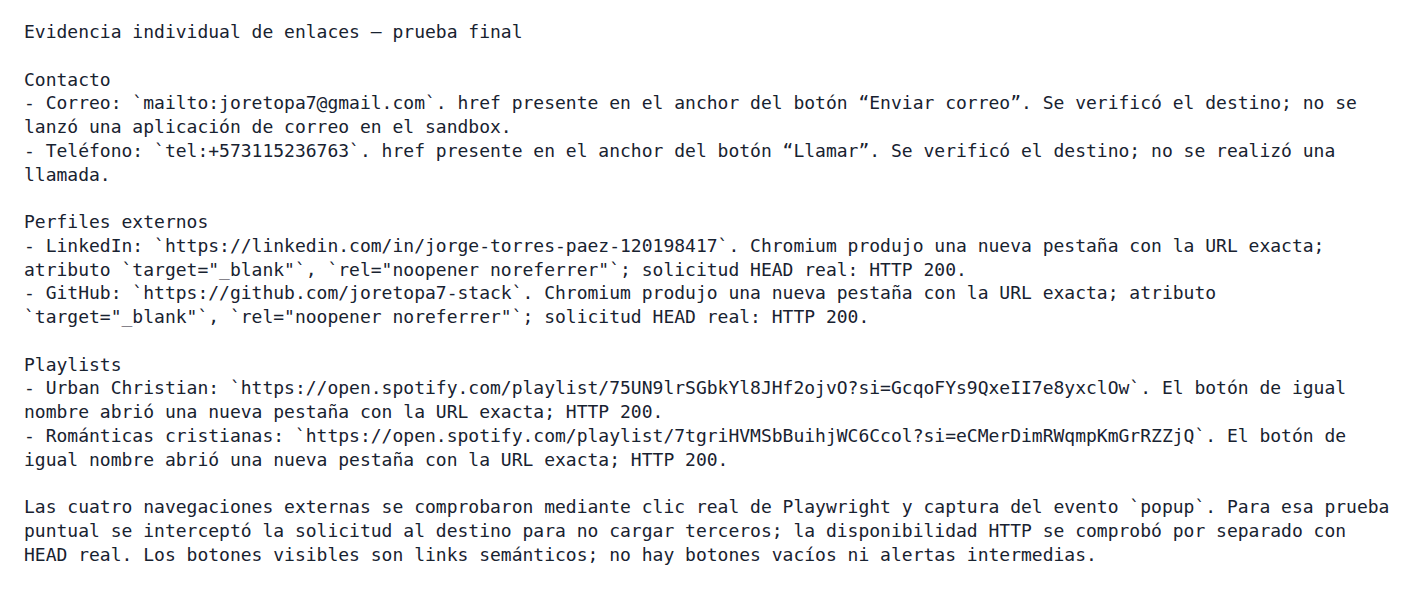 Evidencia individual de enlaces — prueba final
Contacto
- Correo: `mailto:joretopa7@gmail.com`. href presente en el anchor del botón “Enviar correo”. Se verificó el destino; no se
lanzó una aplicación de correo en el sandbox.
- Teléfono: `tel:+573115236763`. href presente en el anchor del botón “Llamar”. Se verificó el destino; no se realizó una
llamada.
Perfiles externos
- LinkedIn: `https://linkedin.com/in/jorge-torres-paez-120198417`. Chromium produjo una nueva pestaña con la URL exacta;
atributo `target="_blank"`, `rel="noopener noreferrer"`; solicitud HEAD real: HTTP 200.
- GitHub: `https://github.com/joretopa7-stack`. Chromium produjo una nueva pestaña con la URL exacta; atributo
`target="_blank"`, `rel="noopener noreferrer"`; solicitud HEAD real: HTTP 200.
Playlists
- Urban Christian: `https://open.spotify.com/playlist/75UN9lrSGbkYl8JHf2ojvO?si=GcqoFYs9QxeII7e8yxclOw`. El botón de igual
nombre abrió una nueva pestaña con la URL exacta; HTTP 200.
- Románticas cristianas: `https://open.spotify.com/playlist/7tgriHVMSbBuihjWC6Ccol?si=eCMerDimRWqmpKmGrRZZjQ`. El botón de
igual nombre abrió una nueva pestaña con la URL exacta; HTTP 200.
Las cuatro navegaciones externas se comprobaron mediante clic real de Playwright y captura del evento `popup`. Para esa prueba
puntual se interceptó la solicitud al destino para no cargar terceros; la disponibilidad HTTP se comprobó por separado con
HEAD real. Los botones visibles son links semánticos; no hay botones vacíos ni alertas intermedias.